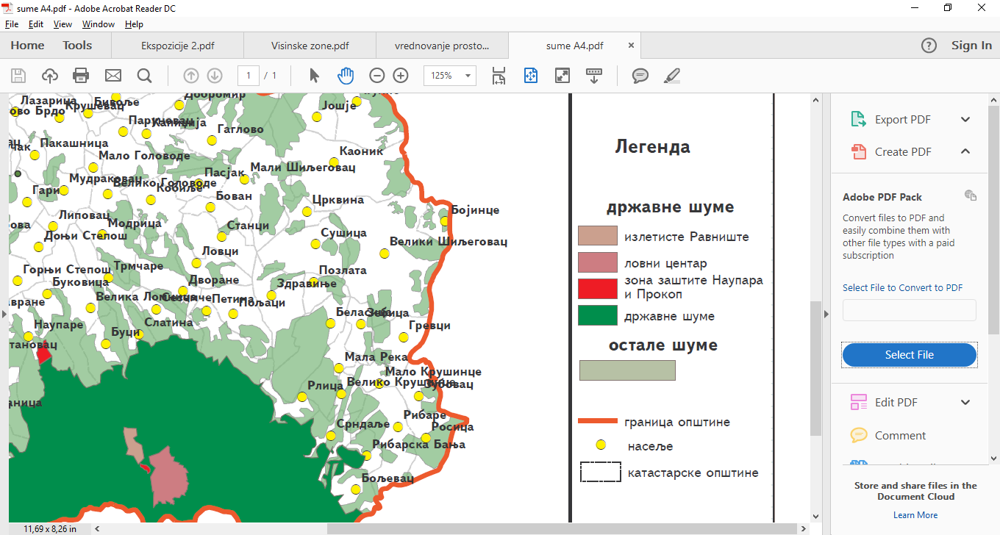 sume A4.pdf - Adobe Acrobat Reader DC
File Edit View Window Help
Home Tools Ekspozicije 2.pdf Visinske zone.pdf vrednovanje prosto... sume A4.pdf × Sign In
1 / 1 125%
Лазарица
Бивоље
Добромир
ово Брдо
Крушевац
Јошје
Паруновац
Капиџија
Гаглово
Пакашница
Мало Головоде
Каоник
Мали Шиљеговац
Пасјак
Мудраковац
Велико Головоде
Кобиље
Гари
Бован
Црквина
Бојинце
Липовац
Модрица
Станци
Сушица
Доњи Степош
Велики Шиљеговац
Ловци
Трмчаре
Горњи Степош
Позлата
Буковица
Дворане
Здравиње
Велика Ломница
Петина
Пољаци
Беласица
Зебица
Гревци
Наупаре
Слатина
Буци
Мала Река
Мало Крушинце
Рлица
Велико Крушинце
Зубовац
Рибаре
Срндаље
Росица
Рибарска Бања
Бољевац
Легенда
државне шуме
излетисте Равниште
ловни центар
зона заштите Наупара
и Прокоп
државне шуме
остале шуме
граница општине
насеље
катастарске општине
Export PDF
Create PDF
Adobe PDF Pack
Convert files to PDF and
easily combine them with
other file types with a paid
subscription
Select File to Convert to PDF
Select File
Edit PDF
Comment
Store and share files in the
Document Cloud
Learn More
11,69 x 8,26 in